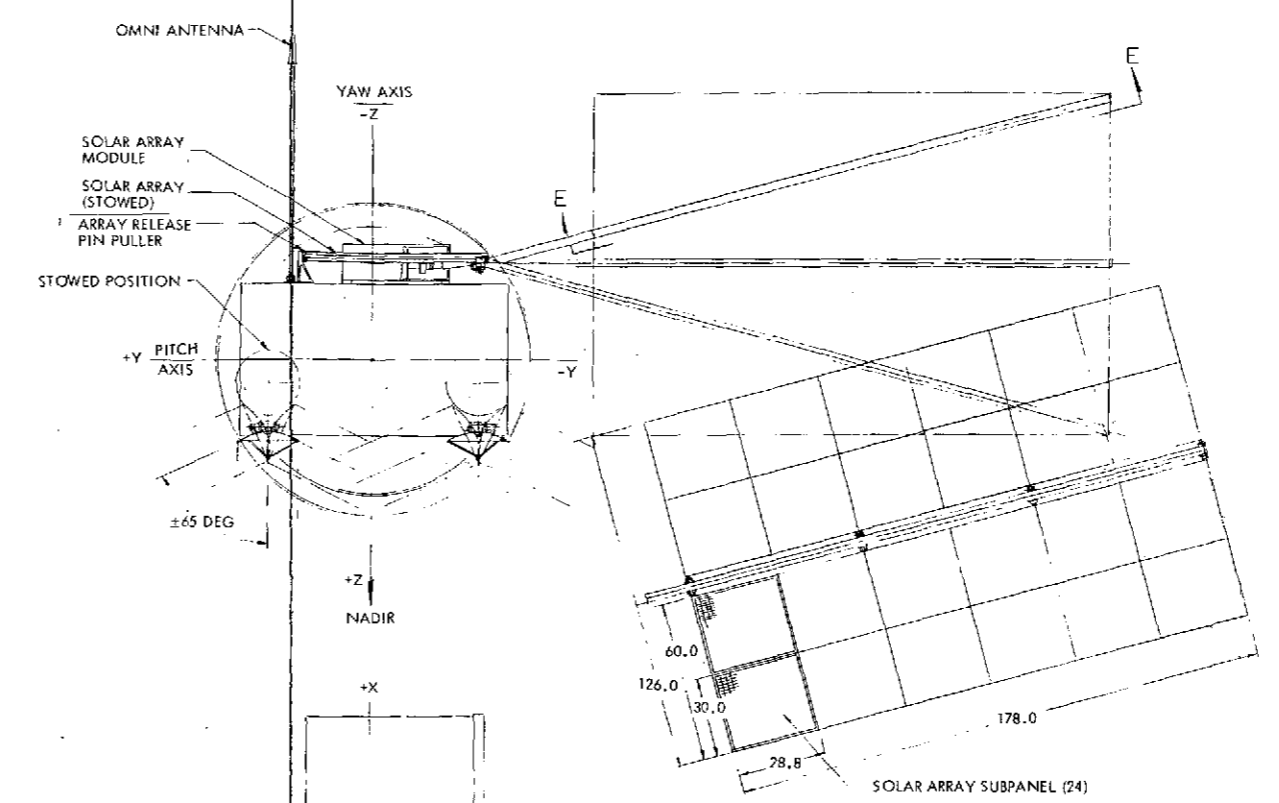 OMNI ANTENNA
E
YAW AXIS
-Z
SOLAR ARRAY
MODULE
SOLAR ARRAY
(STOWED)
ARRAY RELEASE
PIN PULLER
E
STOWED POSITION
+Y PITCH
AXIS
-Y
±65 DEG
+Z
NADIR
60.0
126.0
30.0
+X
178.0
28.8
SOLAR ARRAY SUBPANEL (24)